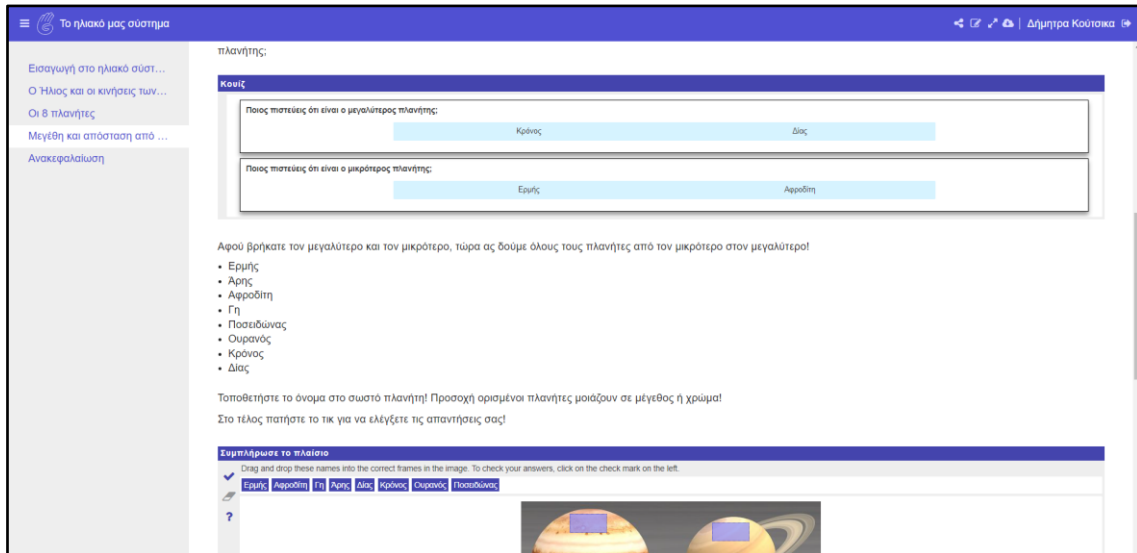 Το ηλιακό μας σύστημα
Δήμητρα Κούτσικα
Εισαγωγή στο ηλιακό σύστ...
Ο Ήλιος και οι κινήσεις των...
Οι 8 πλανήτες
Μεγέθη και απόσταση από ...
Ανακεφαλαίωση
πλανήτης;
Κουίζ
Ποιος πιστεύεις ότι είναι ο μεγαλύτερος πλανήτης;
Κρόνος Δίας
Ποιος πιστεύεις ότι είναι ο μικρότερος πλανήτης;
Ερμής Αφροδίτη
Αφού βρήκατε τον μεγαλύτερο και τον μικρότερο, τώρα ας δούμε όλους τους πλανήτες από τον μικρότερο στον μεγαλύτερο!
• Ερμής
• Άρης
• Αφροδίτη
• Γη
• Ποσειδώνας
• Ουρανός
• Κρόνος
• Δίας
Τοποθετήστε το όνομα στο σωστό πλανήτη! Προσοχή ορισμένοι πλανήτες μοιάζουν σε μέγεθος ή χρώμα!
Στο τέλος πατήστε το τικ για να ελέγξετε τις απαντήσεις σας!
Συμπλήρωσε το πλαίσιο
Drag and drop these names into the correct frames in the image. To check your answers, click on the check mark on the left.
Ερμής Αφροδίτη Γη Άρης Δίας Κρόνος Ουρανός Ποσειδώνας
?